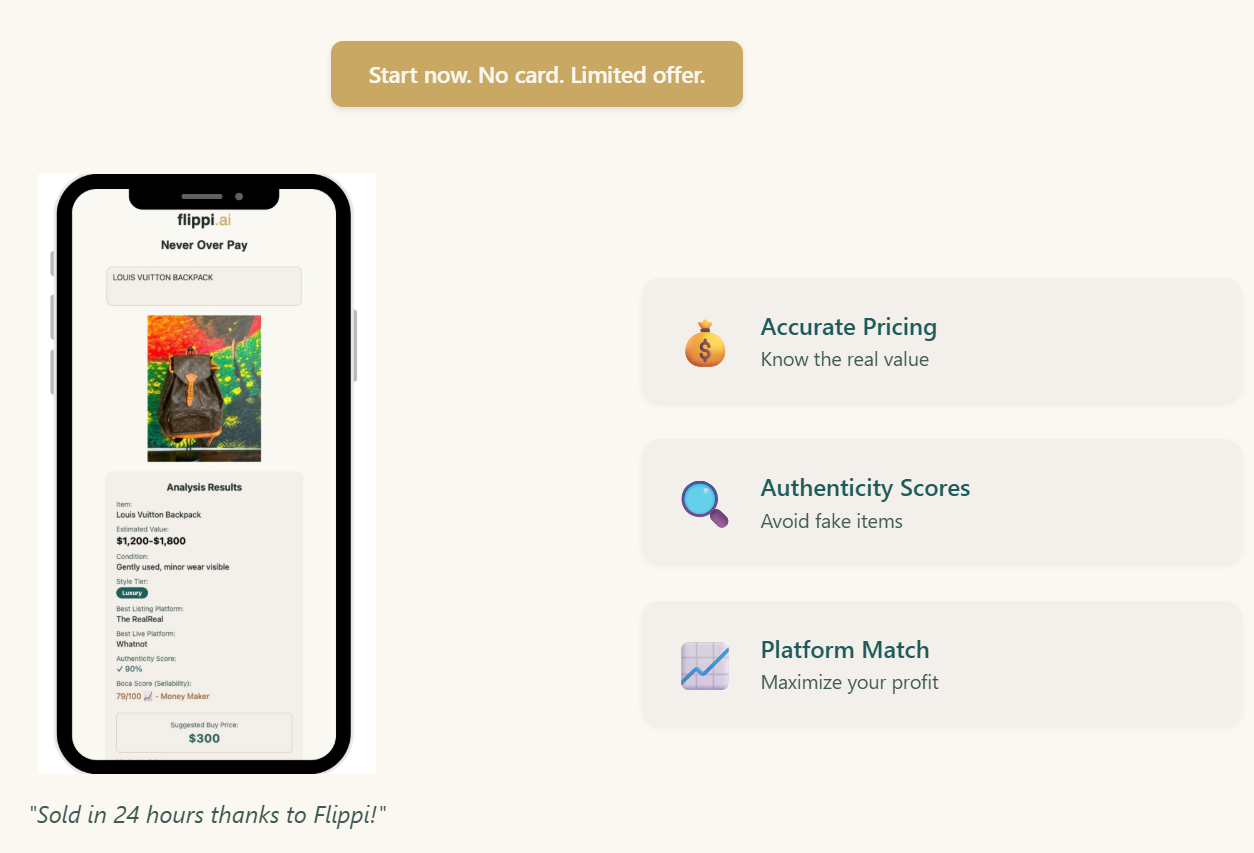 Start now. No card. Limited offer.
flippi.ai
Never Over Pay
LOUIS VUITTON BACKPACK
Analysis Results
Item:
Louis Vuitton Backpack
Estimated Value:
$1,200-$1,800
Condition:
Gently used, minor wear visible
Style Tier:
Luxury
Best Listing Platform:
The RealReal
Best Live Platform:
Whatnot
Authenticity Score:
✓ 90%
Boca Score (Sellability):
79/100 📈 - Money Maker
Suggested Buy Price:
$300
"Sold in 24 hours thanks to Flippi!"
Accurate Pricing
Know the real value
Authenticity Scores
Avoid fake items
Platform Match
Maximize your profit